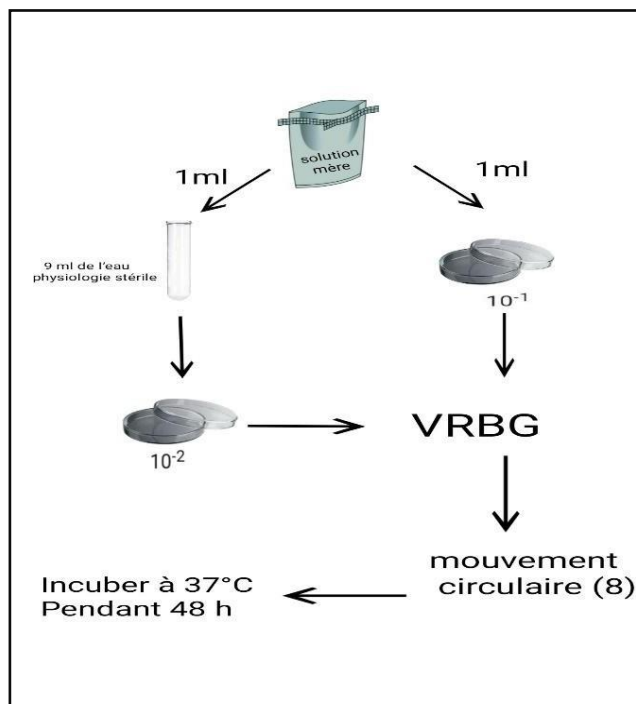 solution
mère
1ml
1ml
9 ml de l'eau
physiologie stérile
10⁻¹
10⁻²
VRBG
mouvement
circulaire (8)
Incuber à 37°C
Pendant 48 h